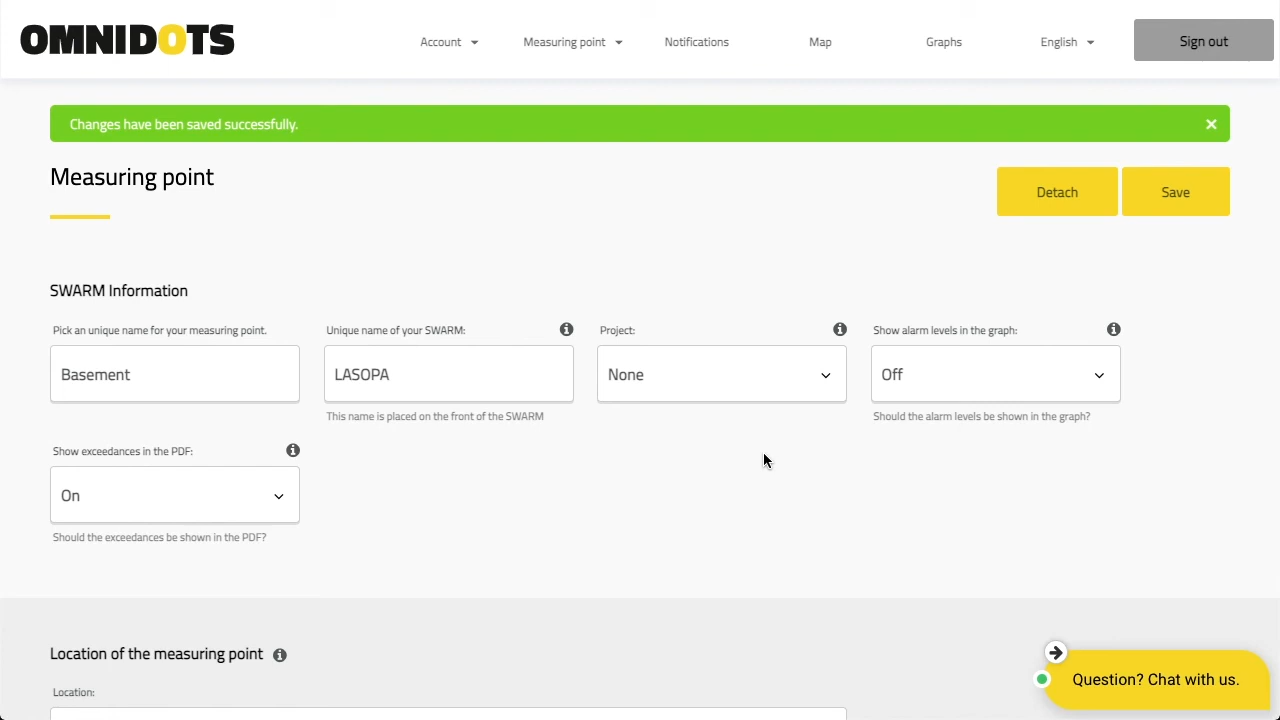 OMNIDOTS
Account
Measuring point
Notifications
Map
Graphs
English
Sign out
Changes have been saved successfully.
Measuring point
Detach
Save
SWARM Information
Pick an unique name for your measuring point.
Unique name of your SWARM:
Project:
Show alarm levels in the graph:
Basement
LASOPA
None
Off
This name is placed on the front of the SWARM
Should the alarm levels be shown in the graph?
Show exceedances in the PDF:
On
Should the exceedances be shown in the PDF?
Location of the measuring point
Location:
Question? Chat with us.